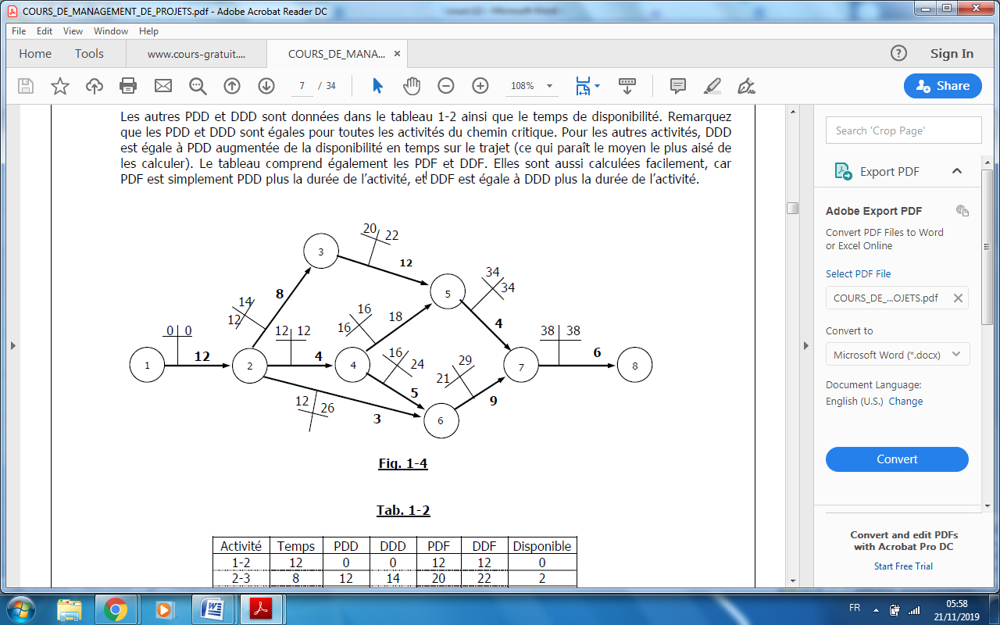 COURS_DE_MANAGEMENT_DE_PROJETS.pdf - Adobe Acrobat Reader DC
File Edit View Window Help
Home Tools www.cours-gratuit.... COURS_DE_MANA... × ? Sign In
7 / 34 108% Share
Les autres PDD et DDD sont données dans le tableau 1-2 ainsi que le temps de disponibilité. Remarquez
que les PDD et DDD sont égales pour toutes les activités du chemin critique. Pour les autres activités, DDD
est égale à PDD augmentée de la disponibilité en temps sur le trajet (ce qui paraît le moyen le plus aisé de
les calculer). Le tableau comprend également les PDF et DDF. Elles sont aussi calculées facilement, car
PDF est simplement PDD plus la durée de l'activité, et DDF est égale à DDD plus la durée de l'activité.
20 22
3
12
34
34
5
14
12
8
16
16
18
4
0 0
12 12
38 38
12
4
6
1
2
4
7
8
16
24
29
21
5
9
12
26
3
6
Fig. 1-4
Tab. 1-2
Activité Temps PDD DDD PDF DDF Disponible
1-2 12 0 0 12 12 0
2-3 8 12 14 20 22 2
Search 'Crop Page'
Export PDF
Adobe Export PDF
Convert PDF Files to Word
or Excel Online
Select PDF File
COURS_DE_...OJETS.pdf
Convert to
Microsoft Word (*.docx)
Document Language:
English (U.S.) Change
Convert
Convert and edit PDFs
with Acrobat Pro DC
Start Free Trial
FR
05:58
21/11/2019